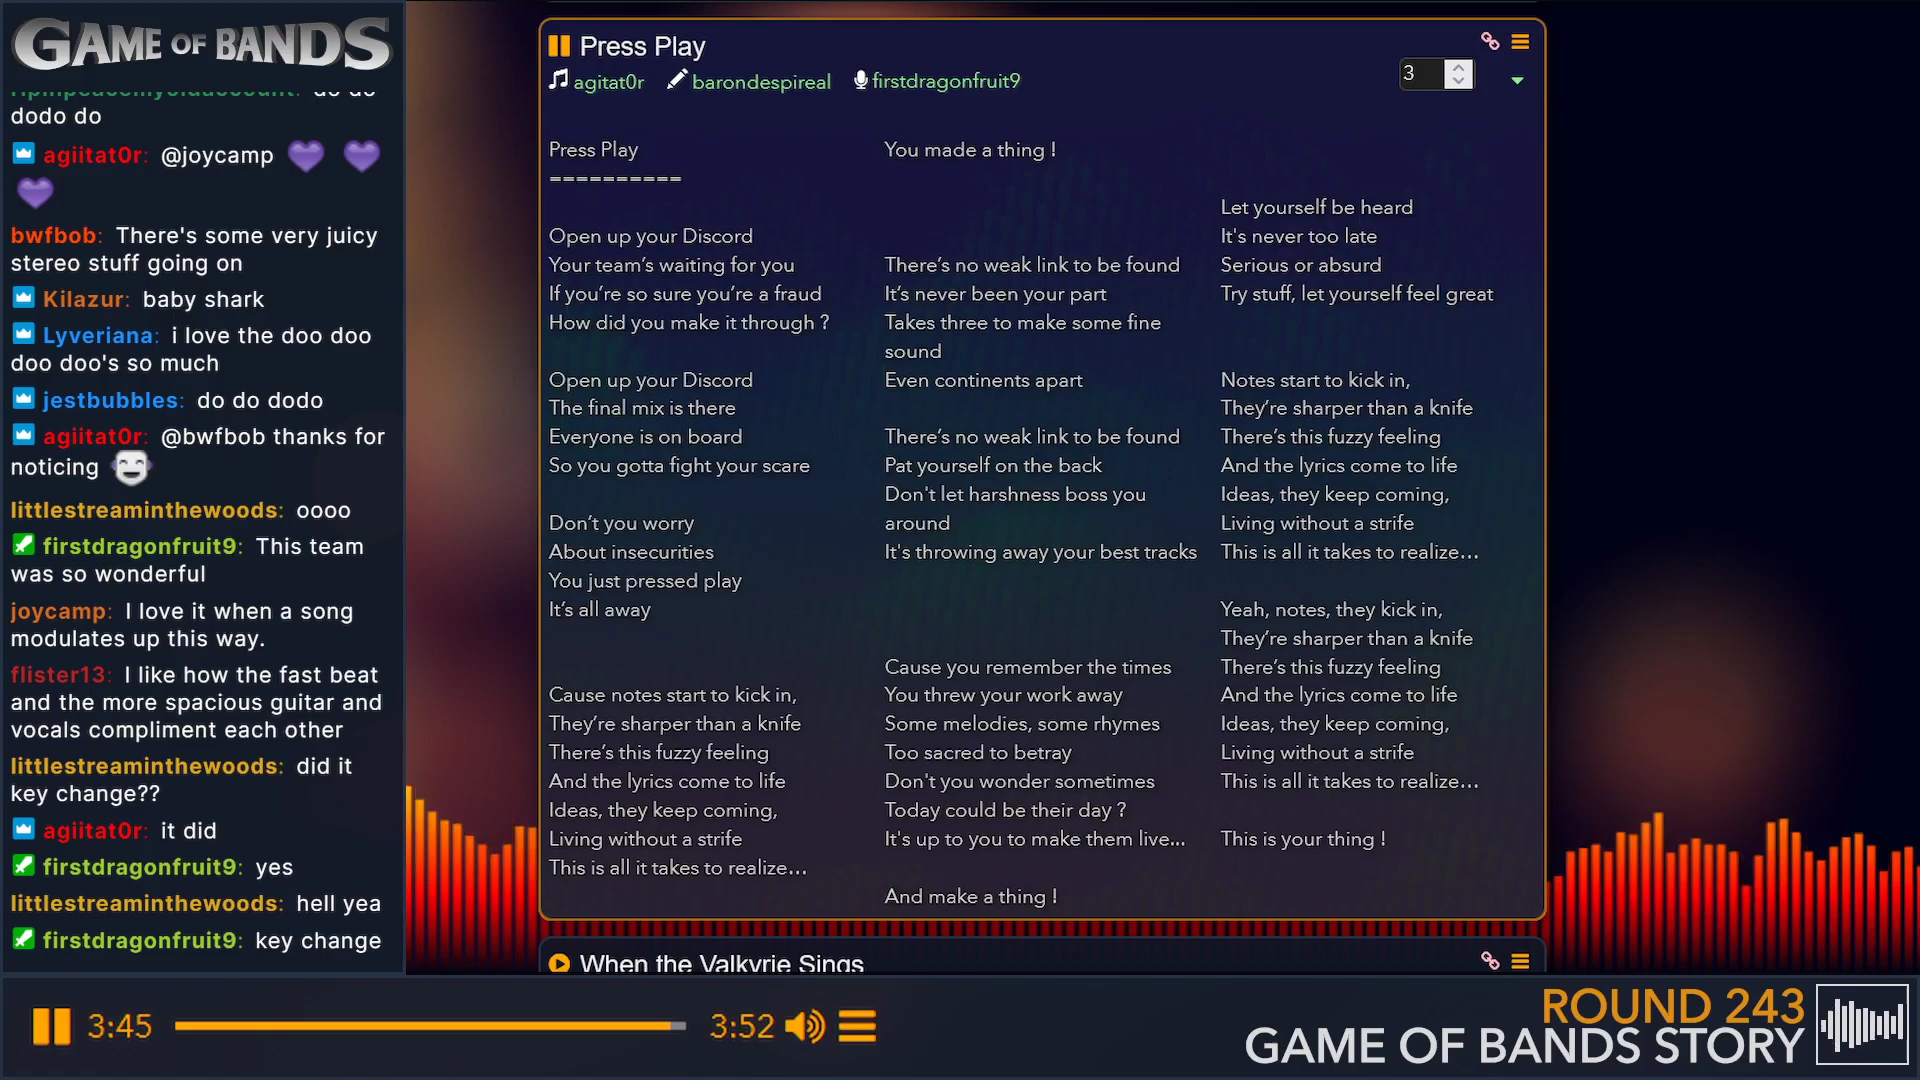 GAME OF BANDS
dodo do
agiitat0r: @joycamp
bwfbob: There's some very juicy
stereo stuff going on
Kilazur: baby shark
Lyveriana: i love the doo doo
doo doo's so much
jestbubbles: do do dodo
agiitat0r: @bwfbob thanks for
noticing
littlestreaminthewoods: oooo
firstdragonfruit9: This team
was so wonderful
joycamp: I love it when a song
modulates up this way.
flister13: I like how the fast beat
and the more spacious guitar and
vocals compliment each other
littlestreaminthewoods: did it
key change??
agiitat0r: it did
firstdragonfruit9: yes
littlestreaminthewoods: hell yea
firstdragonfruit9: key change
Press Play
agitat0r barondespireal firstdragonfruit9
3
Press Play
==========
Open up your Discord
Your team's waiting for you
If you're so sure you're a fraud
How did you make it through ?
Open up your Discord
The final mix is there
Everyone is on board
So you gotta fight your scare
Don't you worry
About insecurities
You just pressed play
It's all away
Cause notes start to kick in,
They're sharper than a knife
There's this fuzzy feeling
And the lyrics come to life
Ideas, they keep coming,
Living without a strife
This is all it takes to realize...
You made a thing !
There's no weak link to be found
It's never been your part
Takes three to make some fine
sound
Even continents apart
There's no weak link to be found
Pat yourself on the back
Don't let harshness boss you
around
It's throwing away your best tracks
Cause you remember the times
You threw your work away
Some melodies, some rhymes
Too sacred to betray
Don't you wonder sometimes
Today could be their day ?
It's up to you to make them live...
And make a thing !
Let yourself be heard
It's never too late
Serious or absurd
Try stuff, let yourself feel great
Notes start to kick in,
They're sharper than a knife
There's this fuzzy feeling
And the lyrics come to life
Ideas, they keep coming,
Living without a strife
This is all it takes to realize...
Yeah, notes, they kick in,
They're sharper than a knife
There's this fuzzy feeling
And the lyrics come to life
Ideas, they keep coming,
Living without a strife
This is all it takes to realize...
This is your thing !
When the Valkyrie Sings
3:45
3:52
ROUND 243
GAME OF BANDS STORY